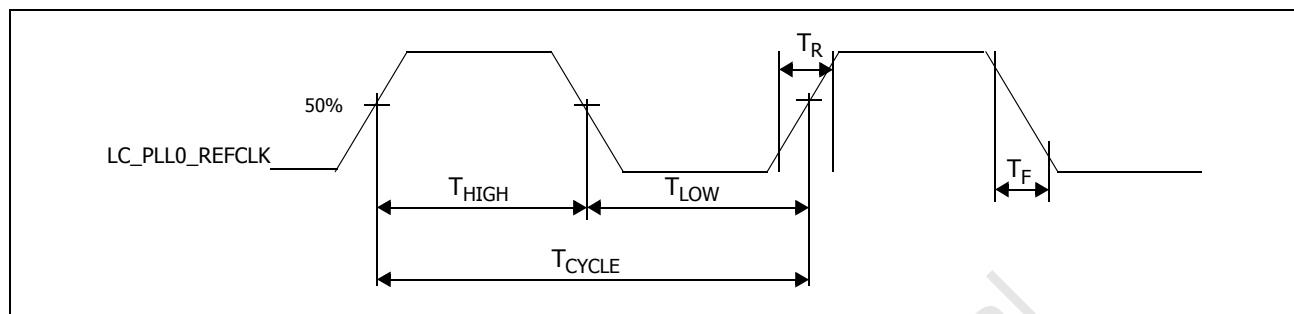 T_R
50%
LC_PLL0_REFCLK
T_HIGH
T_LOW
T_F
T_CYCLE